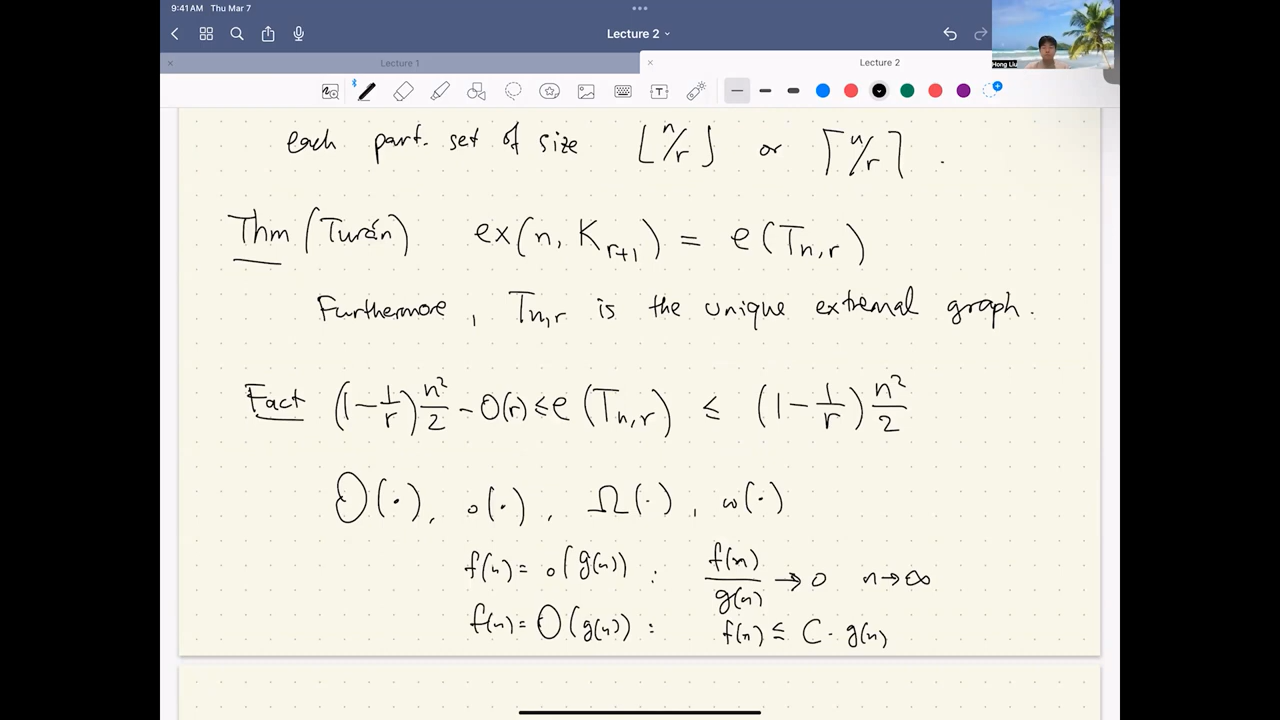 9:41 AM Thu Mar 7
Lecture 2
Lecture 1
Lecture 2
Hong Liu
each part. set of size ⌊n/r⌋ or ⌈n/r⌉.
Thm (Turán) ex(n, K_{r+1}) = e(T_{n,r})
Furthermore, T_{n,r} is the unique extremal graph.
Fact (1 − 1/r) n²/2 − O(r) ≤ e(T_{n,r}) ≤ (1 − 1/r) n²/2
O(·), o(·), Ω(·), ω(·)
f(n) = o(g(n)) : f(n)/g(n) → 0 n → ∞
f(n) = O(g(n)) : f(n) ≤ C · g(n)